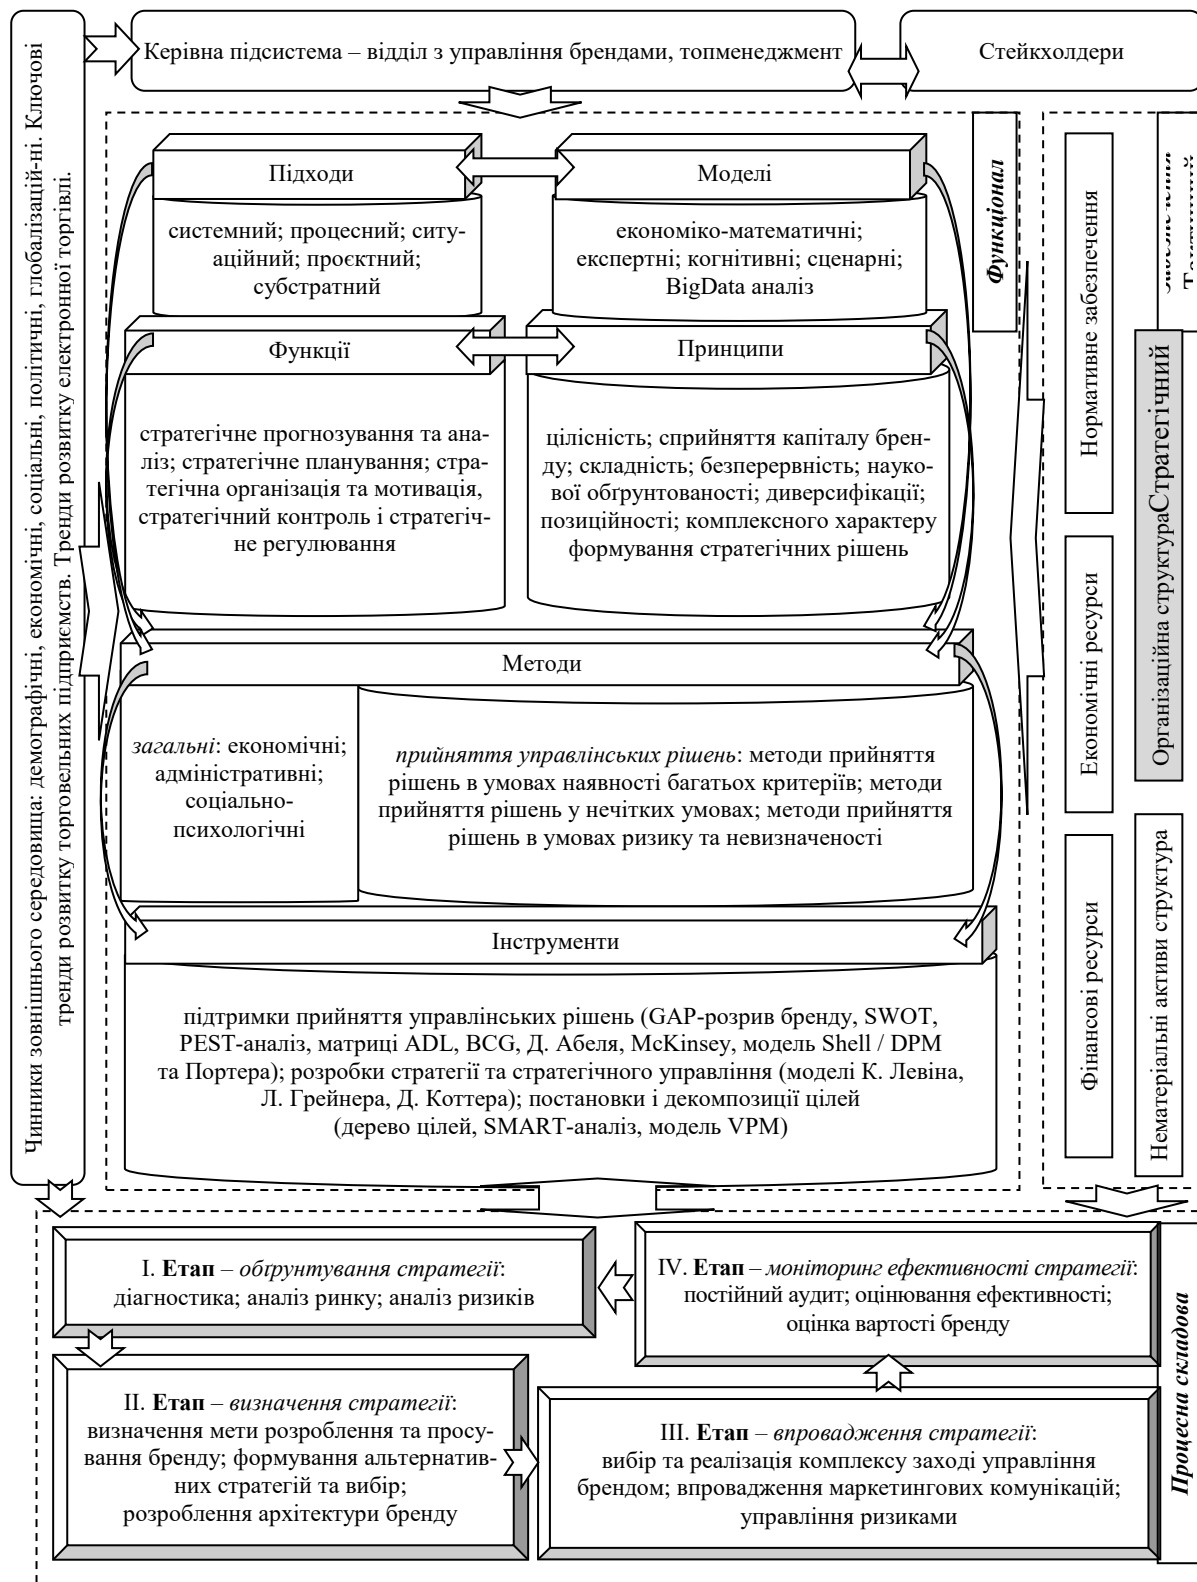 Керівна підсистема – відділ з управління брендами, топменеджмент
Стейкхолдери
Чинники зовнішнього середовища: демографічні, економічні, соціальні, політичні, глобалізацій-ні. Ключові
тренди розвитку торговельних підприємств. Тренди розвитку електронної торгівлі.
Підходи
системний; процесний; ситу-
аційний; проєктний;
субстратний
Моделі
економіко-математичні;
експертні; когнітивні; сценарні;
BigData аналіз
Функціонал
Функції
стратегічне прогнозування та ана-
ліз; стратегічне планування; стра-
тегічна організація та мотивація,
стратегічний контроль і стратегіч-
не регулювання
Принципи
цілісність; сприйняття капіталу брен-
ду; складність; безперервність; науко-
вої обґрунтованості; диверсифікації;
позиційності; комплексного характеру
формування стратегічних рішень
Методи
загальні: економічні;
адміністративні;
соціально-
психологічні
прийняття управлінських рішень: методи прийняття
рішень в умовах наявності багатьох критеріїв; методи
прийняття рішень у нечітких умовах; методи прийняття
рішень в умовах ризику та невизначеності
Інструменти
підтримки прийняття управлінських рішень (GAP-розрив бренду, SWOT,
PEST-аналіз, матриці ADL, BCG, Д. Абеля, McKinsey, модель Shell / DPM
та Портера); розробки стратегії та стратегічного управління (моделі К. Левіна,
Л. Грейнера, Д. Коттера); постановки і декомпозиції цілей
(дерево цілей, SMART-аналіз, модель VPM)
Нормативне забезпечення
Економічні ресурси
Фінансові ресурси
Організаційна структураСтратегічний
Нематеріальні активи структура
I. Етап – обґрунтування стратегії:
діагностика; аналіз ринку; аналіз ризиків
II. Етап – визначення стратегії:
визначення мети розроблення та просу-
вання бренду; формування альтернатив-
них стратегій та вибір;
розроблення архітектури бренду
III. Етап – впровадження стратегії:
вибір та реалізація комплексу заході управління
брендом; впровадження маркетингових комунікацій;
управління ризиками
IV. Етап – моніторинг ефективності стратегії:
постійний аудит; оцінювання ефективності;
оцінка вартості бренду
Процесна складова